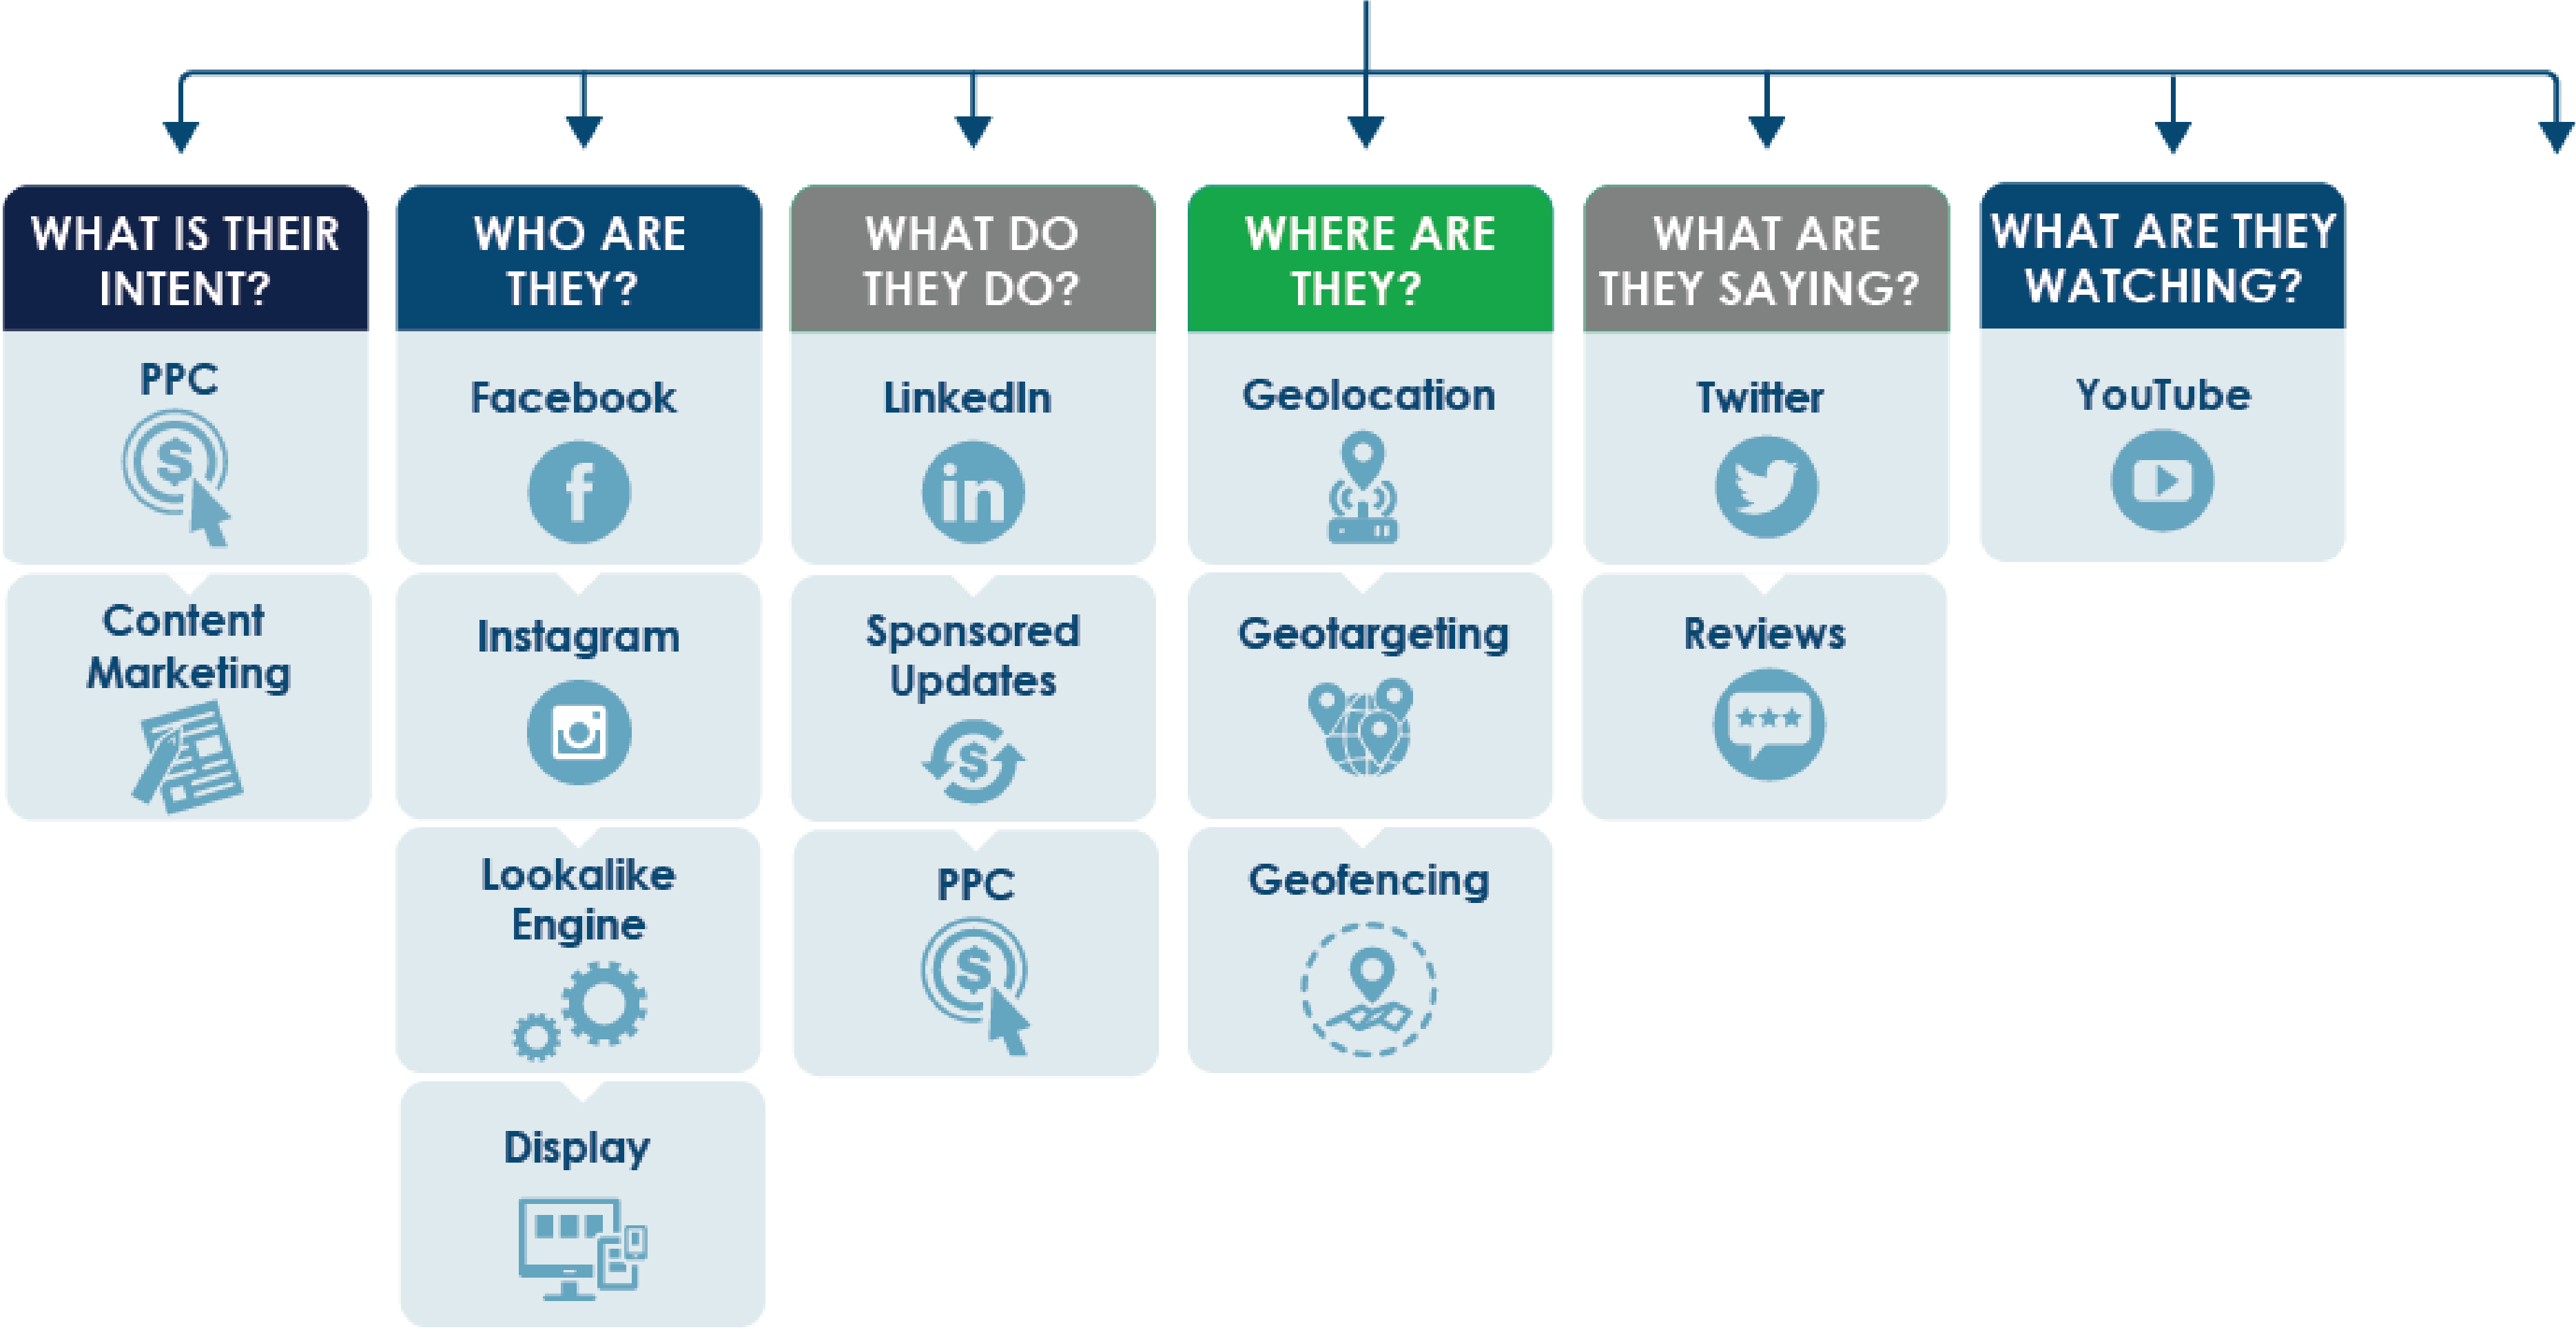 WHAT IS THEIR
INTENT?
PPC
$
Content
Marketing
WHO ARE
THEY?
Facebook
f
Instagram
Lookalike
Engine
Display
WHAT DO
THEY DO?
LinkedIn
in
Sponsored
Updates
$
PPC
$
WHERE ARE
THEY?
Geolocation
Geotargeting
Geofencing
WHAT ARE
THEY SAYING?
Twitter
Reviews
WHAT ARE THEY
WATCHING?
YouTube